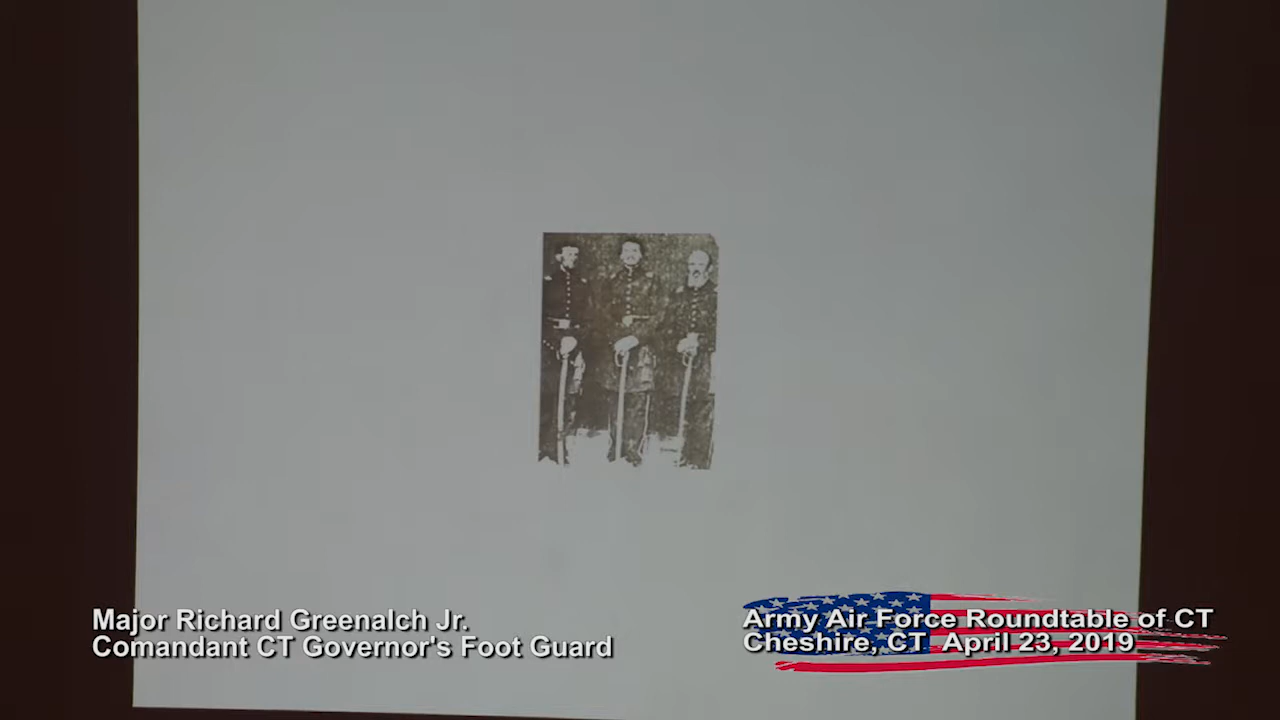 Major Richard Greenalch Jr.
Comandant CT Governor's Foot Guard
Army Air Force Roundtable of CT
Cheshire, CT  April 23, 2019